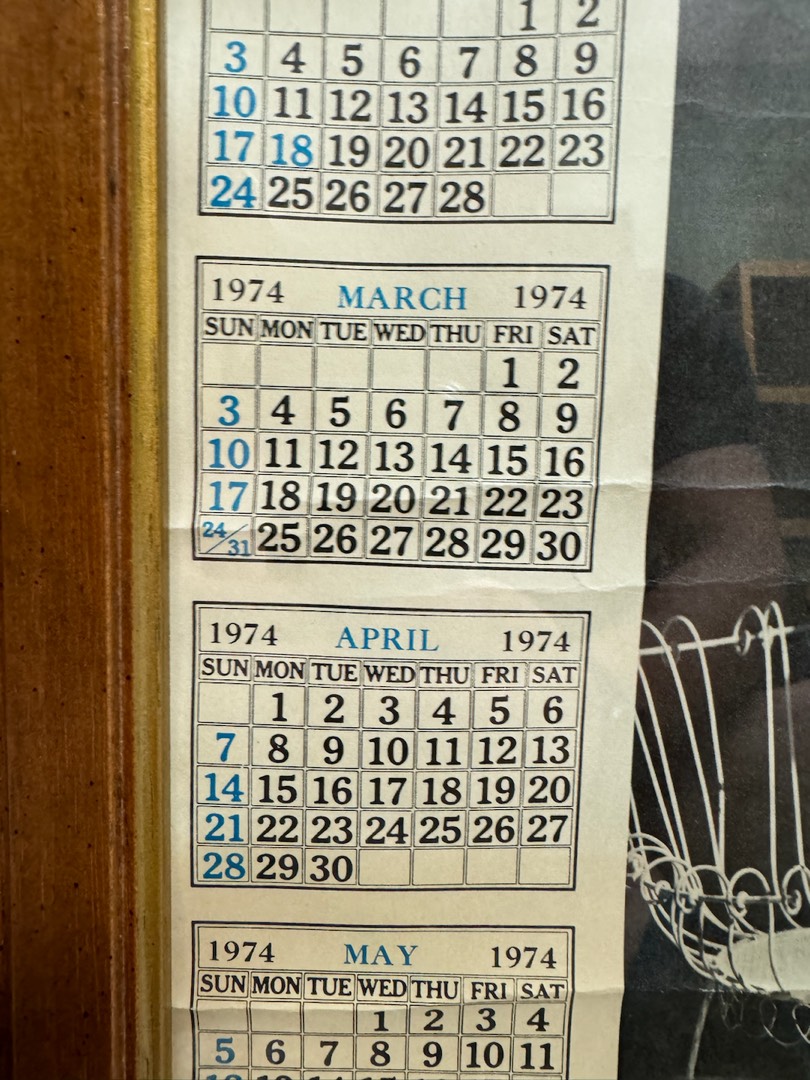 1 2
3 4 5 6 7 8 9
10 11 12 13 14 15 16
17 18 19 20 21 22 23
24 25 26 27 28
1974 MARCH 1974
SUN MON TUE WED THU FRI SAT
1 2
3 4 5 6 7 8 9
10 11 12 13 14 15 16
17 18 19 20 21 22 23
24/31 25 26 27 28 29 30
1974 APRIL 1974
SUN MON TUE WED THU FRI SAT
1 2 3 4 5 6
7 8 9 10 11 12 13
14 15 16 17 18 19 20
21 22 23 24 25 26 27
28 29 30
1974 MAY 1974
SUN MON TUE WED THU FRI SAT
1 2 3 4
5 6 7 8 9 10 11